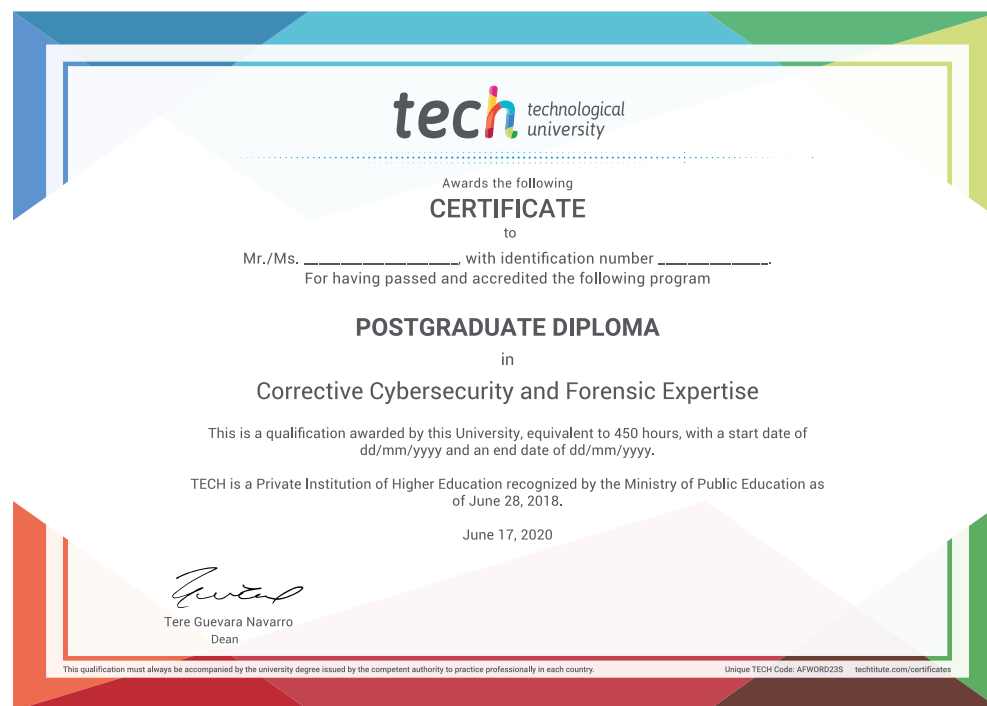 tech technological
university
Awards the following
CERTIFICATE
to
Mr./Ms. ____________________, with identification number ______________.
For having passed and accredited the following program
POSTGRADUATE DIPLOMA
in
Corrective Cybersecurity and Forensic Expertise
This is a qualification awarded by this University, equivalent to 450 hours, with a start date of
dd/mm/yyyy and an end date of dd/mm/yyyy.
TECH is a Private Institution of Higher Education recognized by the Ministry of Public Education as
of June 28, 2018.
June 17, 2020
Tere Guevara Navarro
Dean
This qualification must always be accompanied by the university degree issued by the competent authority to practice professionally in each country. Unique TECH Code: AFWORD23S techtitute.com/certificates